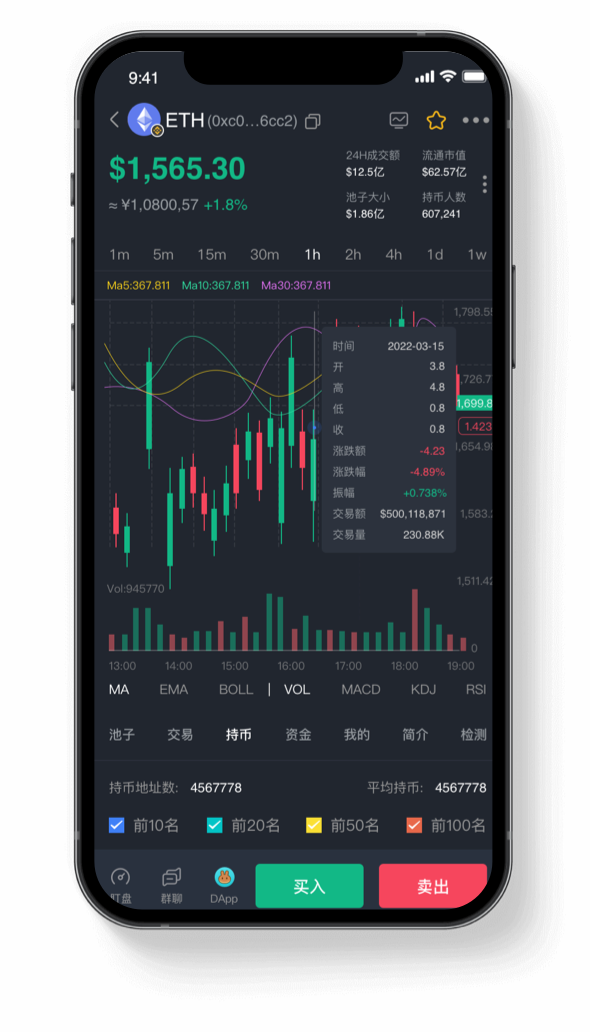 9:41
ETH (0xc0...6cc2)
$1,565.30
≈ ¥1,0800,57 +1.8%
24H成交额 流通市值
$12.5亿 $62.57亿
池子大小 持币人数
$1.86亿 607,241
1m 5m 15m 30m 1h 2h 4h 1d 1w
Ma5:367.811 Ma10:367.811 Ma30:367.811
1,798.55
时间 2022-03-15
开 3.8
高 4.8
低 0.8
收 0.8
涨跌额 -4.23
涨跌幅 -4.89%
振幅 +0.738%
交易额 $500,118,871
交易量 230.88K
,726.7
1,699.8
1.423
1,654.98
1,583.2
1,511.42
Vol:945770
0
13:00 14:00 15:00 16:00 17:00 18:00 19:00
MA EMA BOLL | VOL MACD KDJ RSI
池子 交易 持币 资金 我的 简介 检测
持币地址数: 4567778 平均持币: 4567778
前10名 前20名 前50名 前100名
盯盘 群聊 DApp 买入 卖出